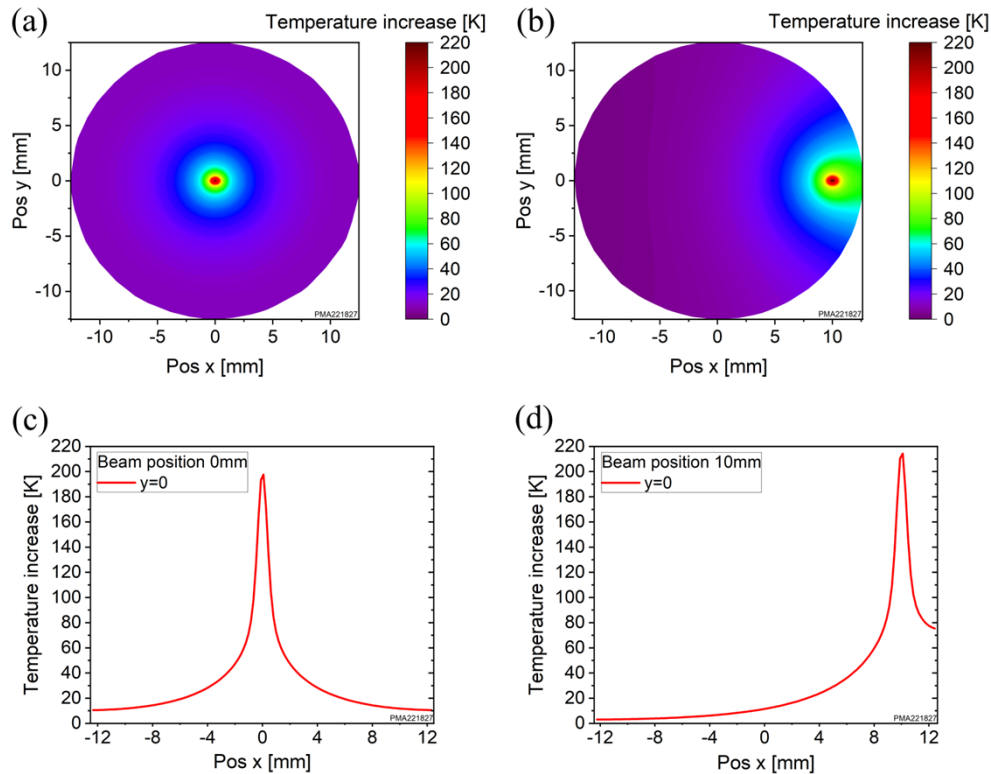 (a)
Temperature increase [K]
220
200
180
160
140
120
100
80
60
40
20
0
10
5
0
-5
-10
Pos y [mm]
-10 -5 0 5 10
Pos x [mm]
PMA221827
(b)
Temperature increase [K]
220
200
180
160
140
120
100
80
60
40
20
0
10
5
0
-5
-10
Pos y [mm]
-10 -5 0 5 10
Pos x [mm]
PMA221827
(c)
220
200
180
160
140
120
100
80
60
40
20
0
Temperature increase [K]
Beam position 0mm
y=0
-12 -8 -4 0 4 8 12
Pos x [mm]
PMA221827
(d)
220
200
180
160
140
120
100
80
60
40
20
0
Temperature increase [K]
Beam position 10mm
y=0
-12 -8 -4 0 4 8 12
Pos x [mm]
PMA221827